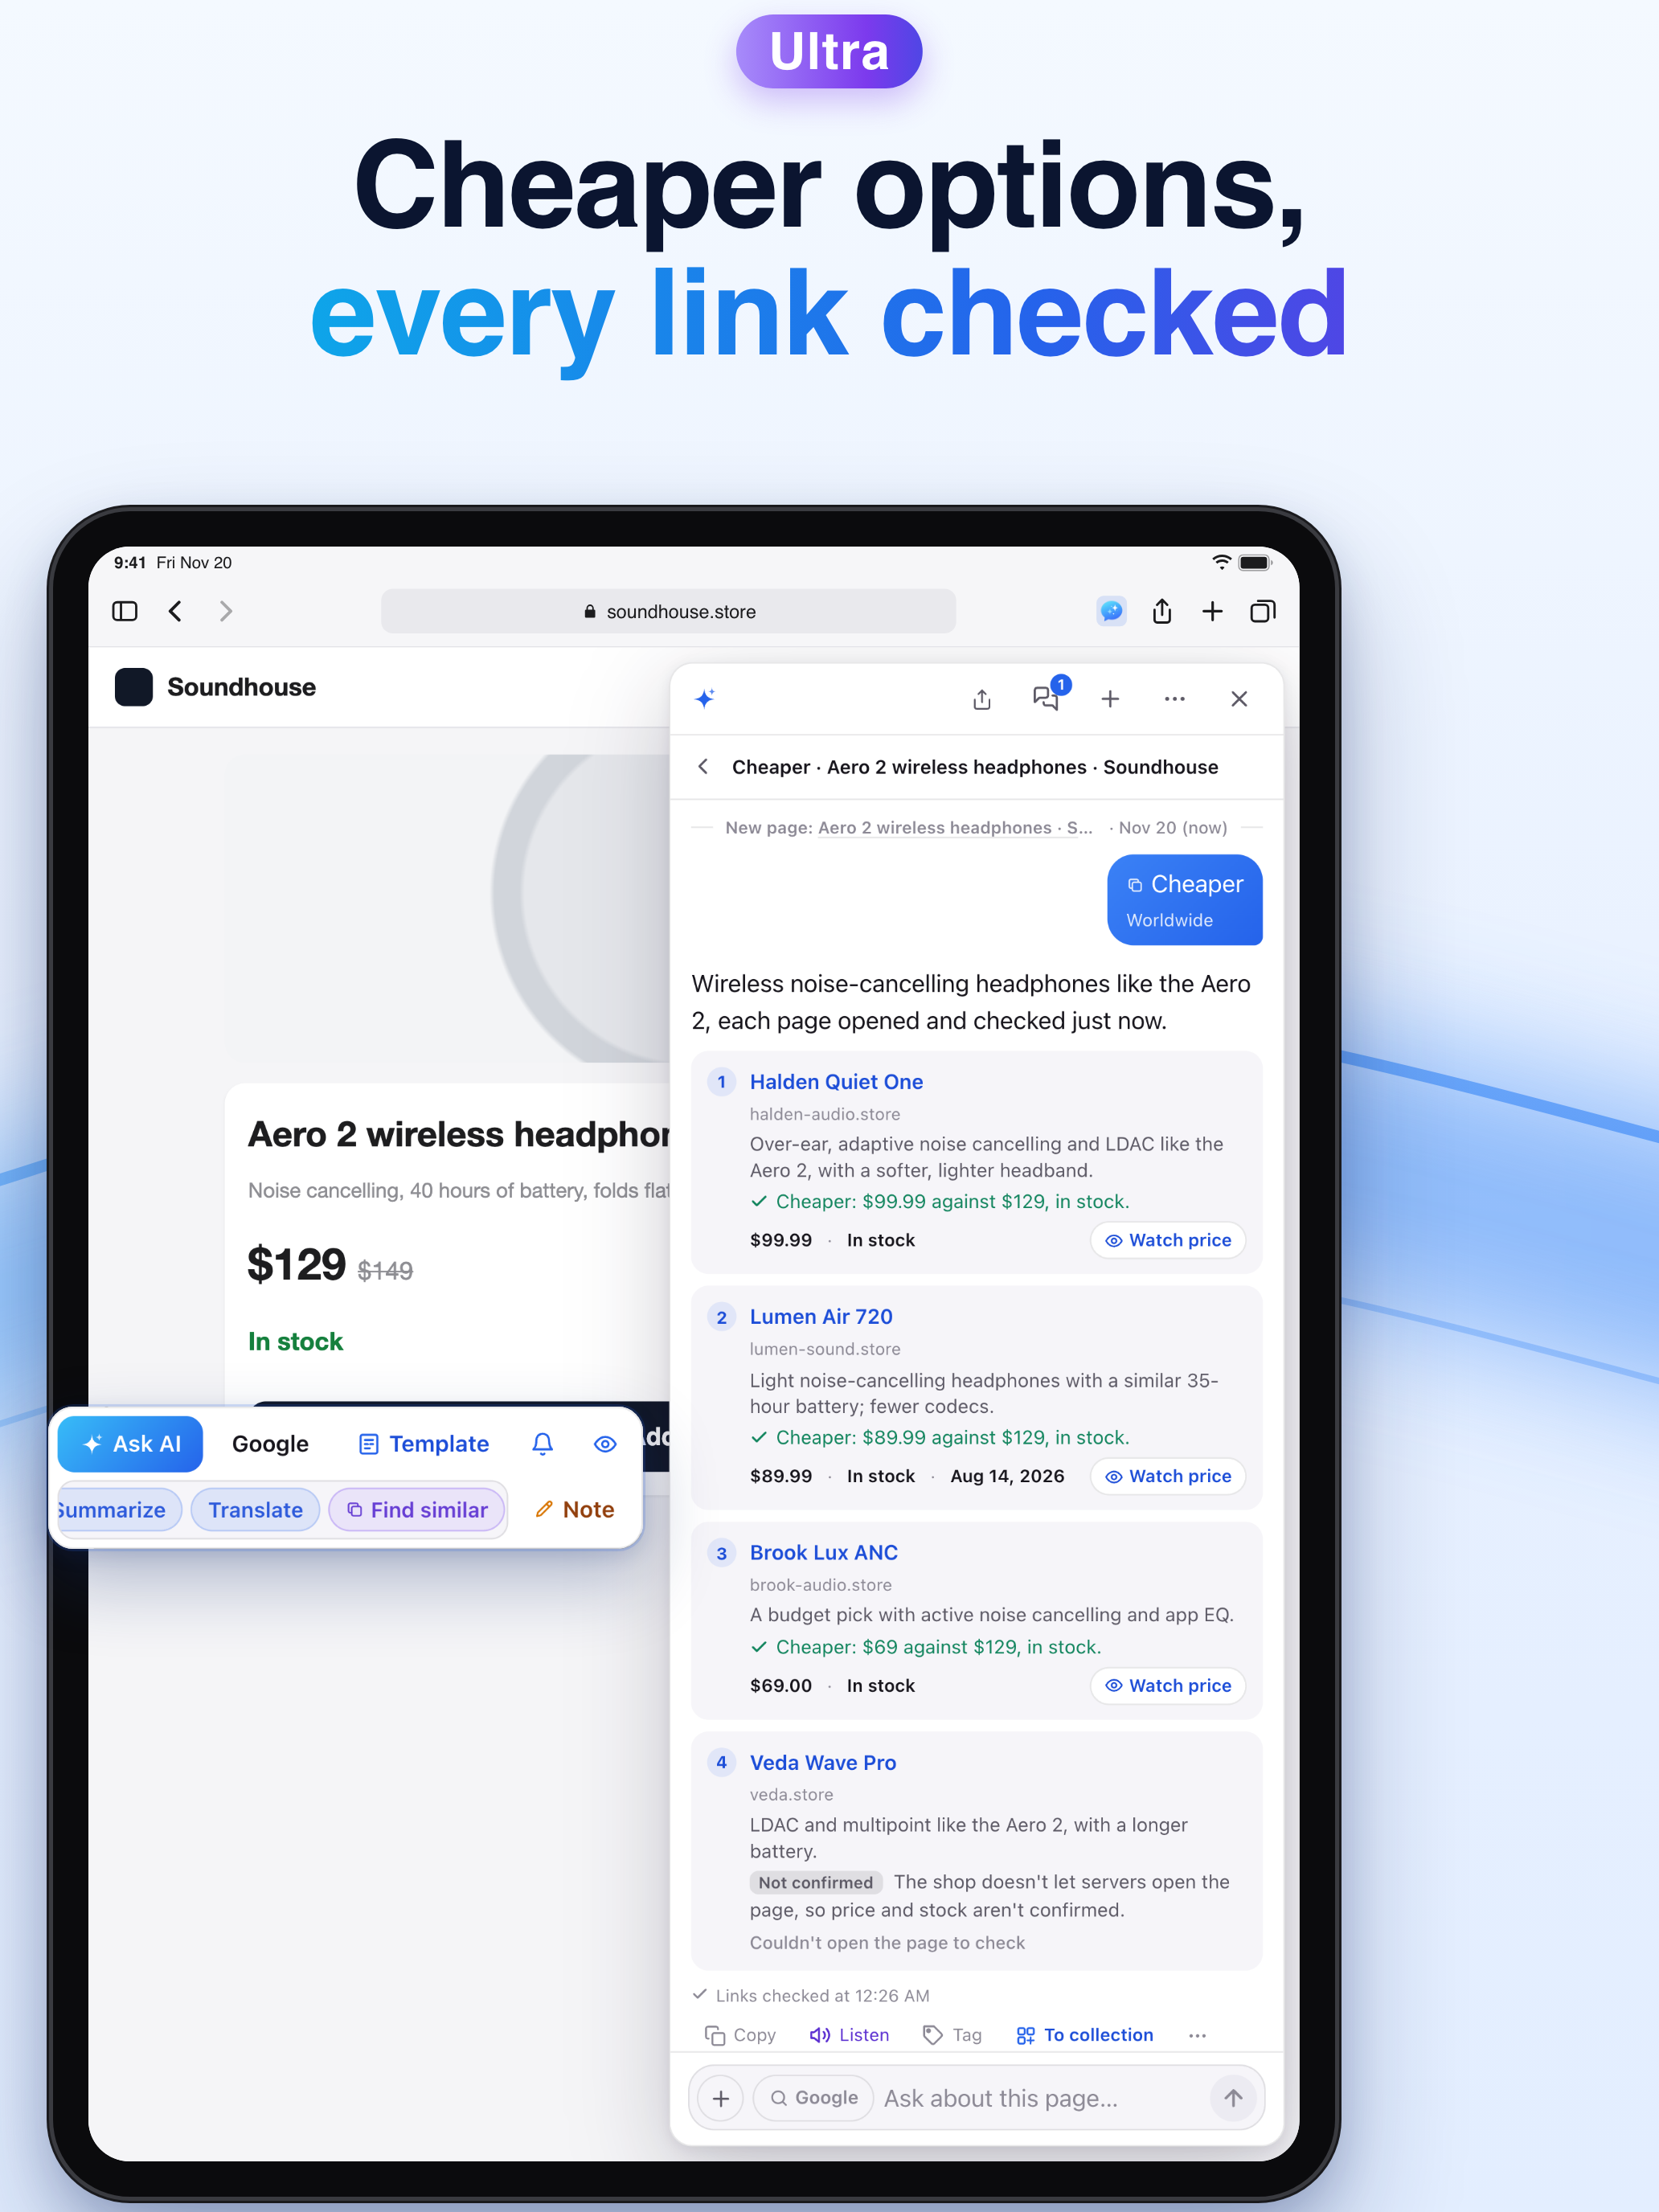 Ultra
Cheaper options,
every link checked
9:41 Fri Nov 20
soundhouse.store
Soundhouse
1
Cheaper · Aero 2 wireless headphones · Soundhouse
New page: Aero 2 wireless headphones · S... · Nov 20 (now)
Cheaper
Worldwide
Wireless noise-cancelling headphones like the Aero
2, each page opened and checked just now.
1 Halden Quiet One
halden-audio.store
Over-ear, adaptive noise cancelling and LDAC like the
Aero 2, with a softer, lighter headband.
Cheaper: $99.99 against $129, in stock.
$99.99 · In stock Watch price
2 Lumen Air 720
lumen-sound.store
Light noise-cancelling headphones with a similar 35-
hour battery; fewer codecs.
Cheaper: $89.99 against $129, in stock.
$89.99 · In stock · Aug 14, 2026 Watch price
3 Brook Lux ANC
brook-audio.store
A budget pick with active noise cancelling and app EQ.
Cheaper: $69 against $129, in stock.
$69.00 · In stock Watch price
4 Veda Wave Pro
veda.store
LDAC and multipoint like the Aero 2, with a longer
battery.
Not confirmed The shop doesn't let servers open the
page, so price and stock aren't confirmed.
Couldn't open the page to check
Links checked at 12:26 AM
Copy Listen Tag To collection
Google Ask about this page...
Aero 2 wireless headphon
Noise cancelling, 40 hours of battery, folds flat
$129 $149
In stock
Ask AI Google Template
Summarize Translate Find similar Note